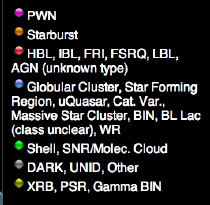 PWN
Starburst
HBL, IBL, FRI, FSRQ, LBL,
AGN (unknown type)
Globular Cluster, Star Forming
Region, uQuasar, Cat. Var.,
Massive Star Cluster, BIN, BL Lac
(class unclear), WR
Shell, SNR/Molec. Cloud
DARK, UNID, Other
XRB, PSR, Gamma BIN